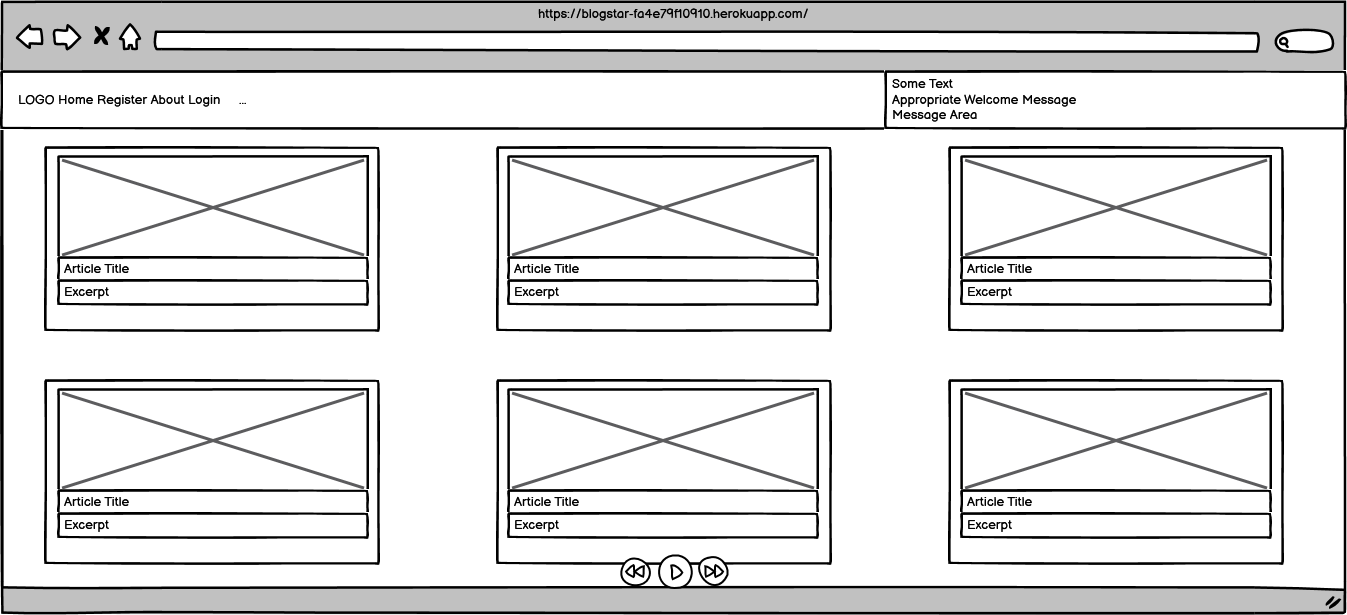 https://blogstar-fa4e79f10910.herokuapp.com/
LOGO Home Register About Login ...
Some Text
Appropriate Welcome Message
Message Area
Article Title
Excerpt
Article Title
Excerpt
Article Title
Excerpt
Article Title
Excerpt
Article Title
Excerpt
Article Title
Excerpt